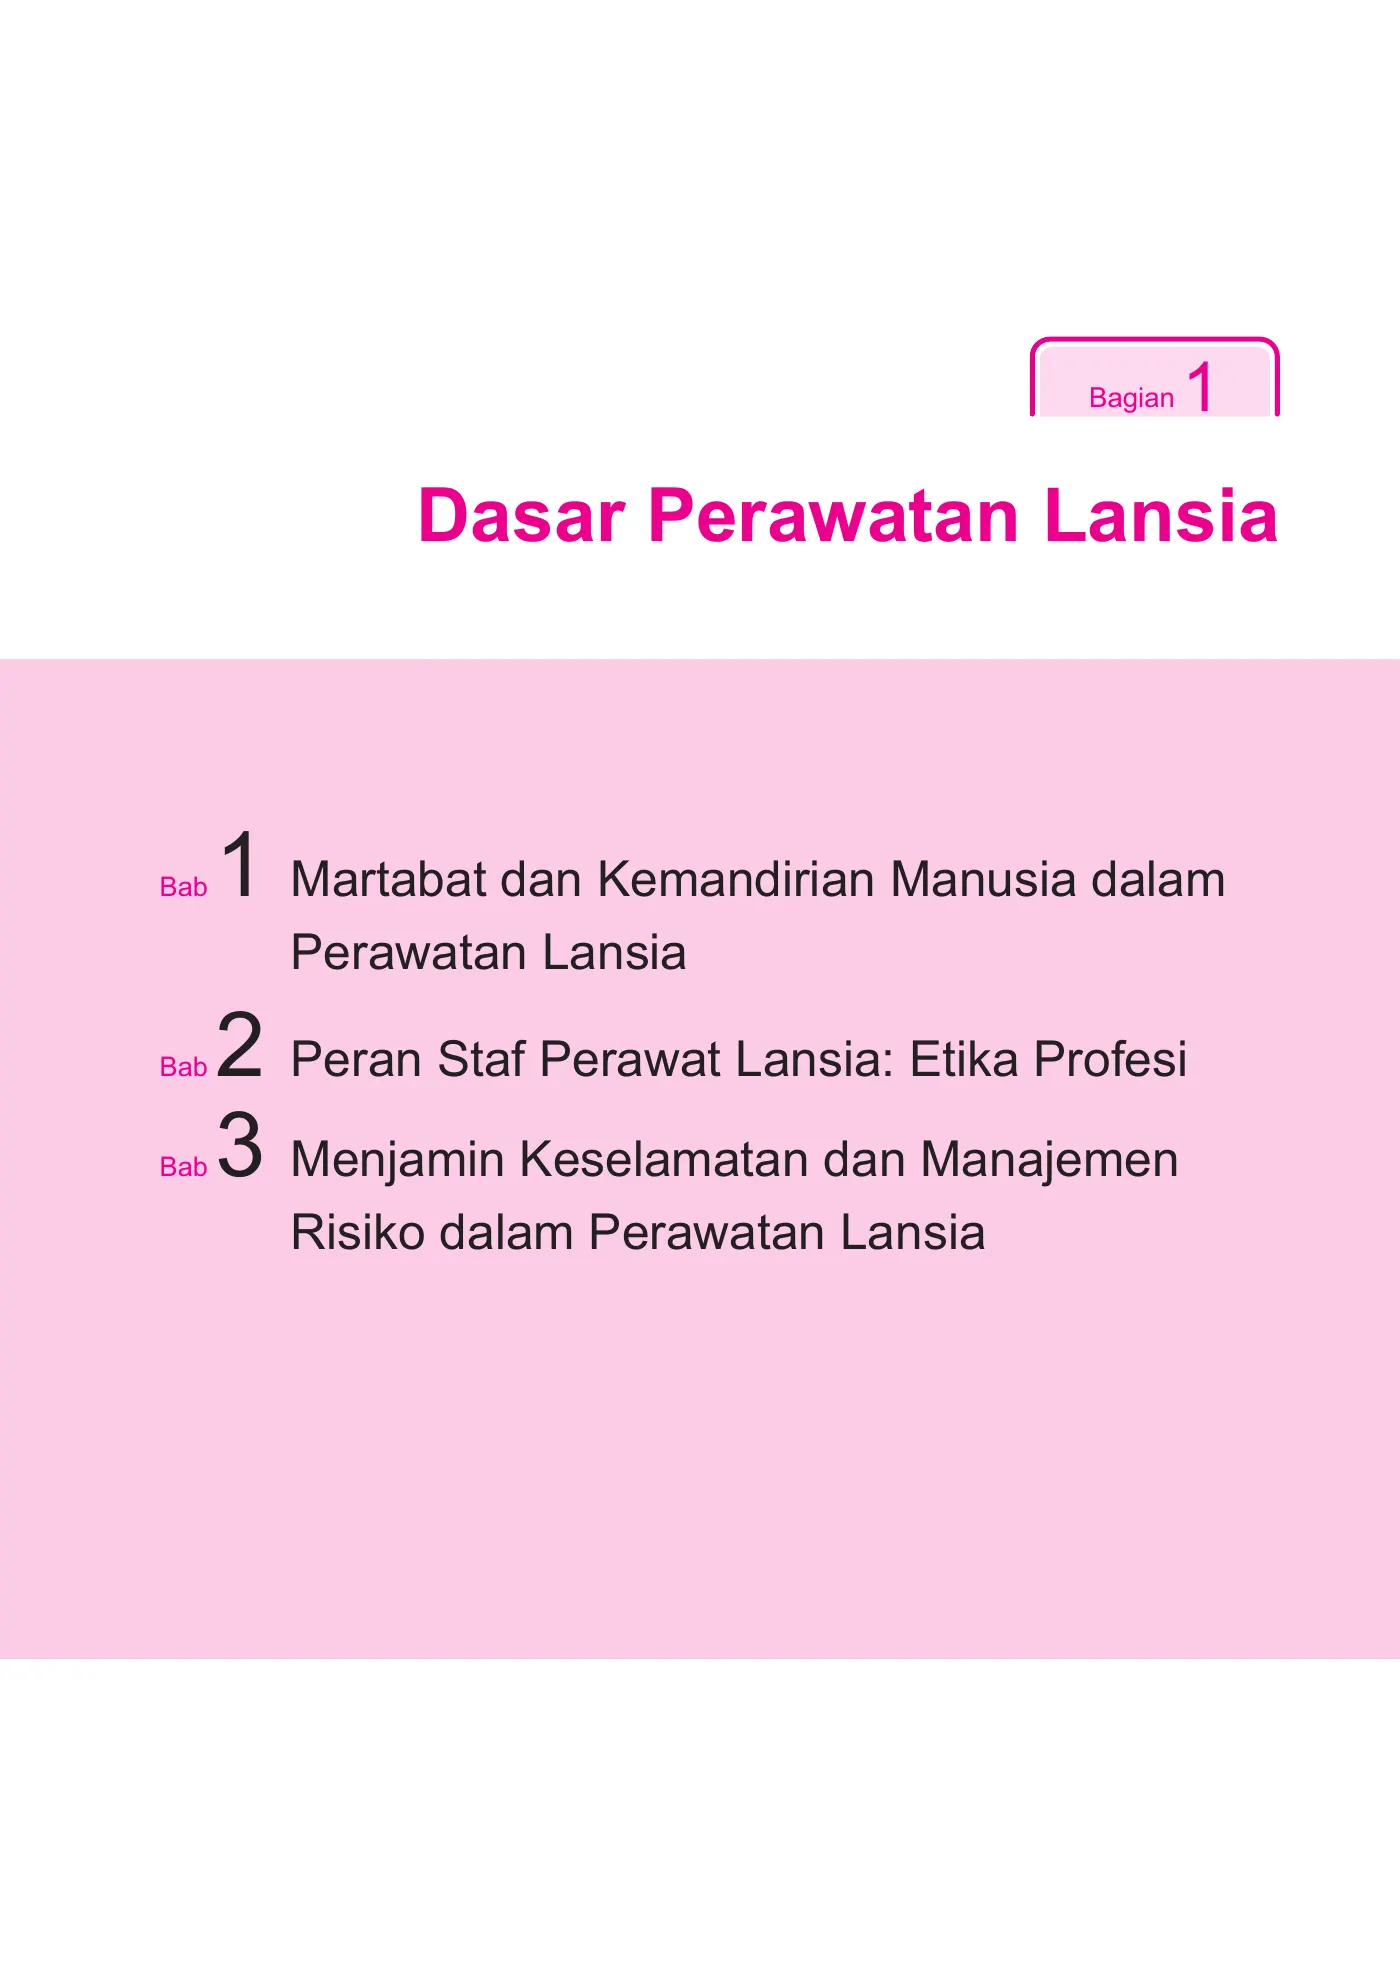 Bagian 1
Dasar Perawatan Lansia
Bab 1 Martabat dan Kemandirian Manusia dalam
Perawatan Lansia
Bab 2 Peran Staf Perawat Lansia: Etika Profesi
Bab 3 Menjamin Keselamatan dan Manajemen
Risiko dalam Perawatan Lansia